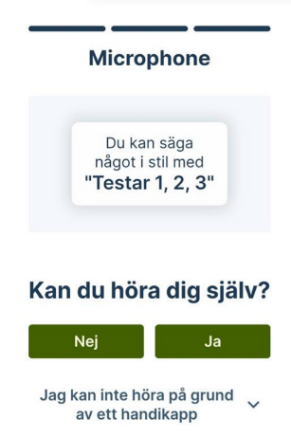 Microphone
Du kan säga
något i stil med
"Testar 1, 2, 3"
Kan du höra dig själv?
Nej
Ja
Jag kan inte höra på grund
av ett handikapp